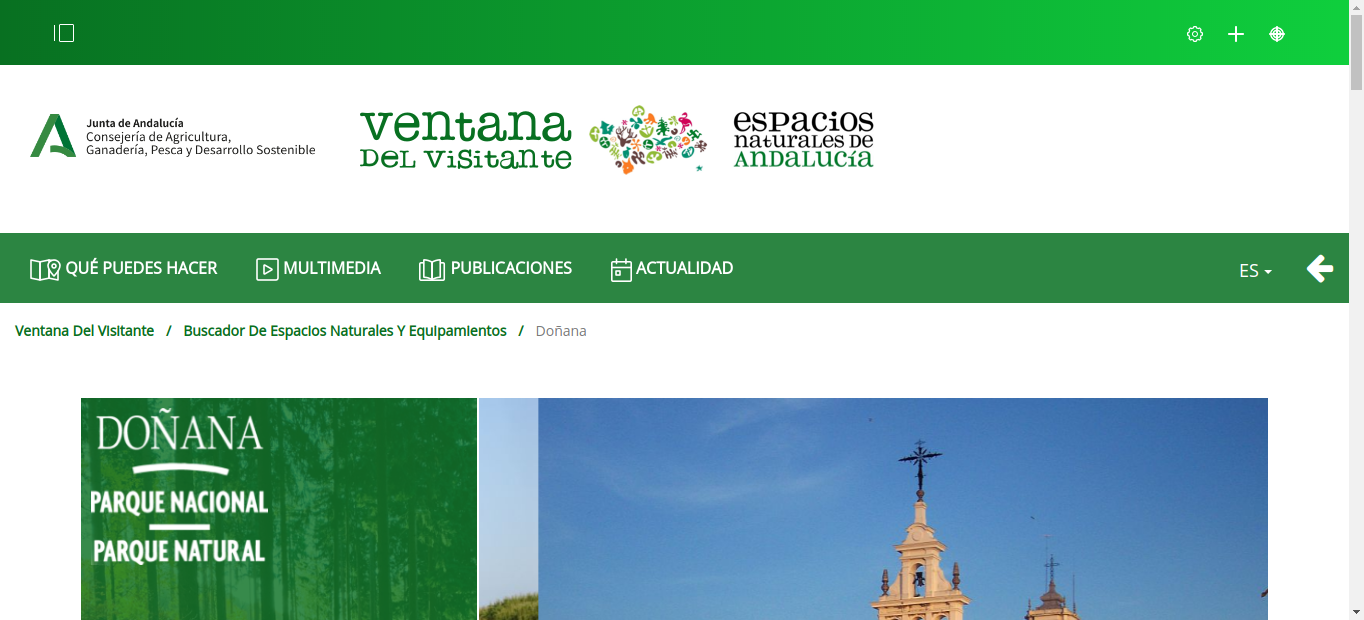 Junta de Andalucía
Consejería de Agricultura,
Ganadería, Pesca y Desarrollo Sostenible
ventana
DEL VISITANTE
espacios
naturales de
ANDALUCÍA
QUÉ PUEDES HACER
MULTIMEDIA
PUBLICACIONES
ACTUALIDAD
ES
Ventana Del Visitante / Buscador De Espacios Naturales Y Equipamientos / Doñana
DOÑANA
PARQUE NACIONAL
PARQUE NATURAL